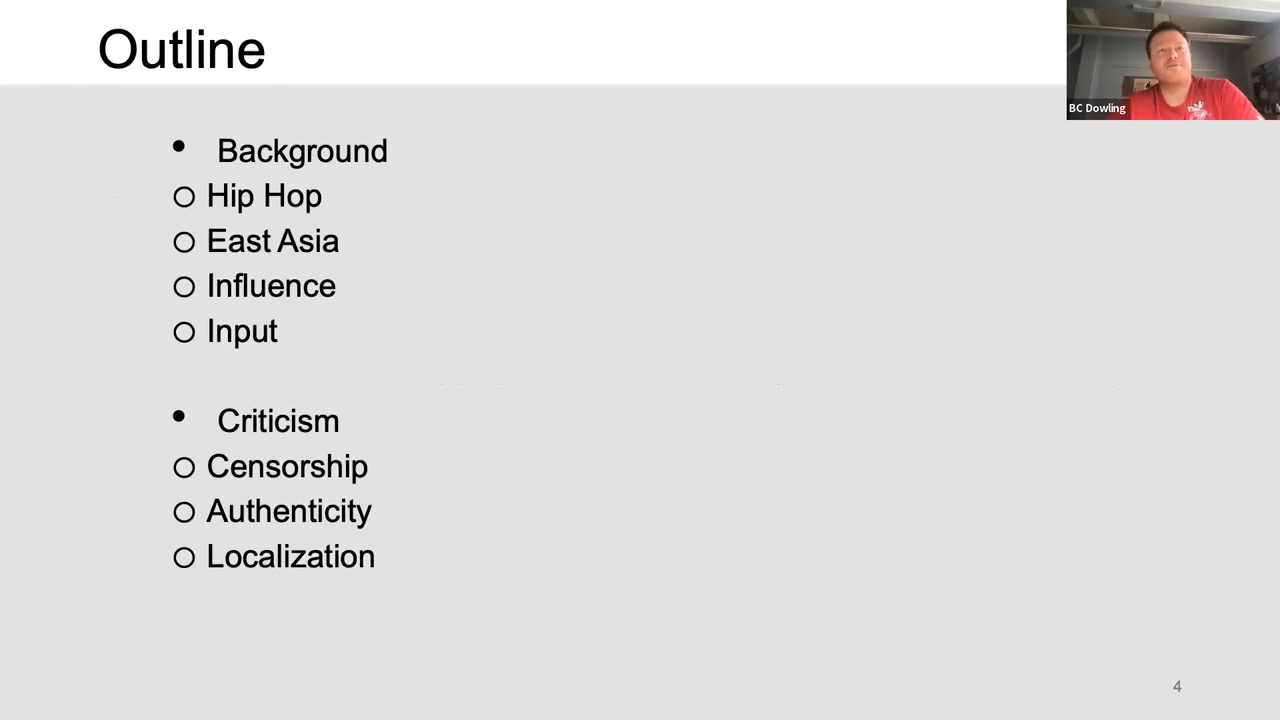 Outline
BC Dowling
• Background
○ Hip Hop
○ East Asia
○ Influence
○ Input
• Criticism
○ Censorship
○ Authenticity
○ Localization
4